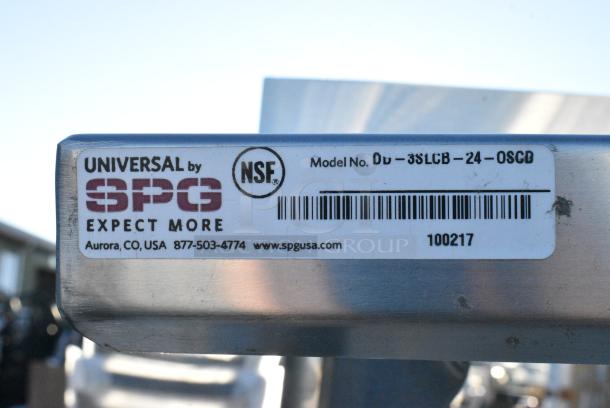 UNIVERSAL by
SPG
EXPECT MORE
Aurora, CO, USA 877-503-4774 www.spgusa.com
NSF®
Model No. DD-3SLCB-24-OSCD
100217
GROUP